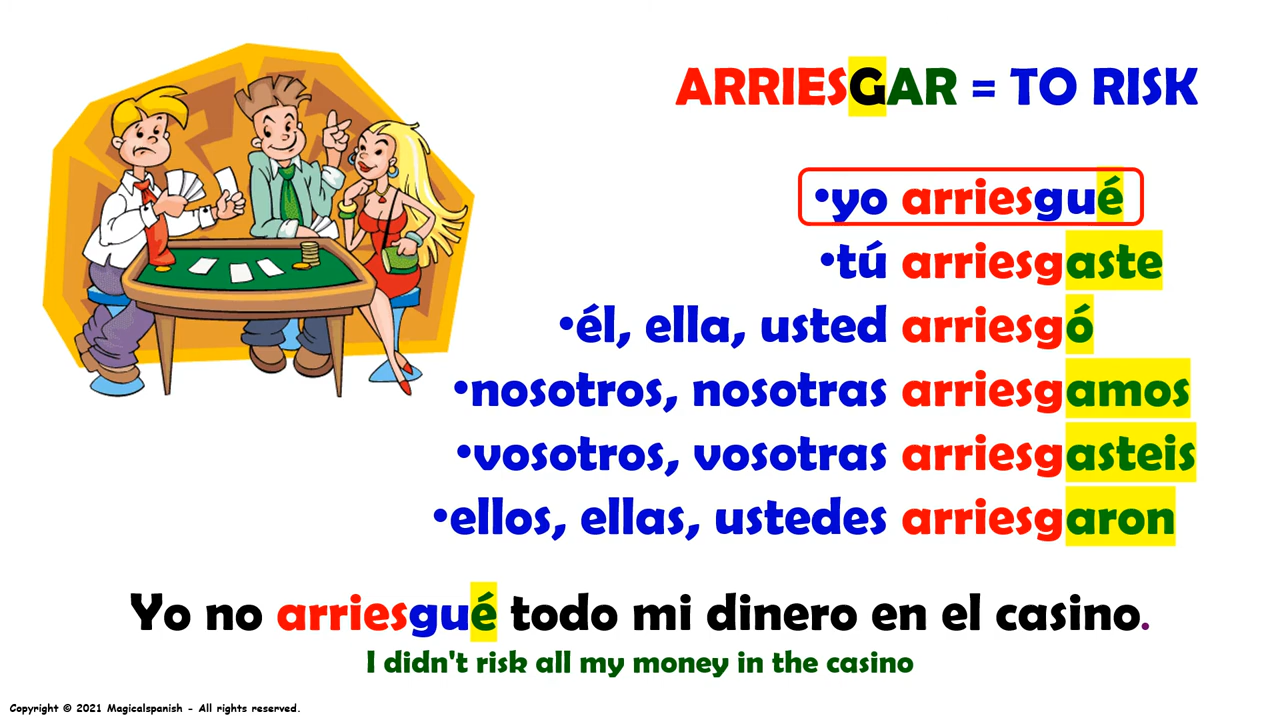 ARRIESGAR = TO RISK
•yo arriesgué
•tú arriesgaste
•él, ella, usted arriesgó
•nosotros, nosotras arriesgamos
•vosotros, vosotras arriesgasteis
•ellos, ellas, ustedes arriesgaron
Yo no arriesgué todo mi dinero en el casino.
I didn't risk all my money in the casino
Copyright © 2021 Magicalspanish - All rights reserved.